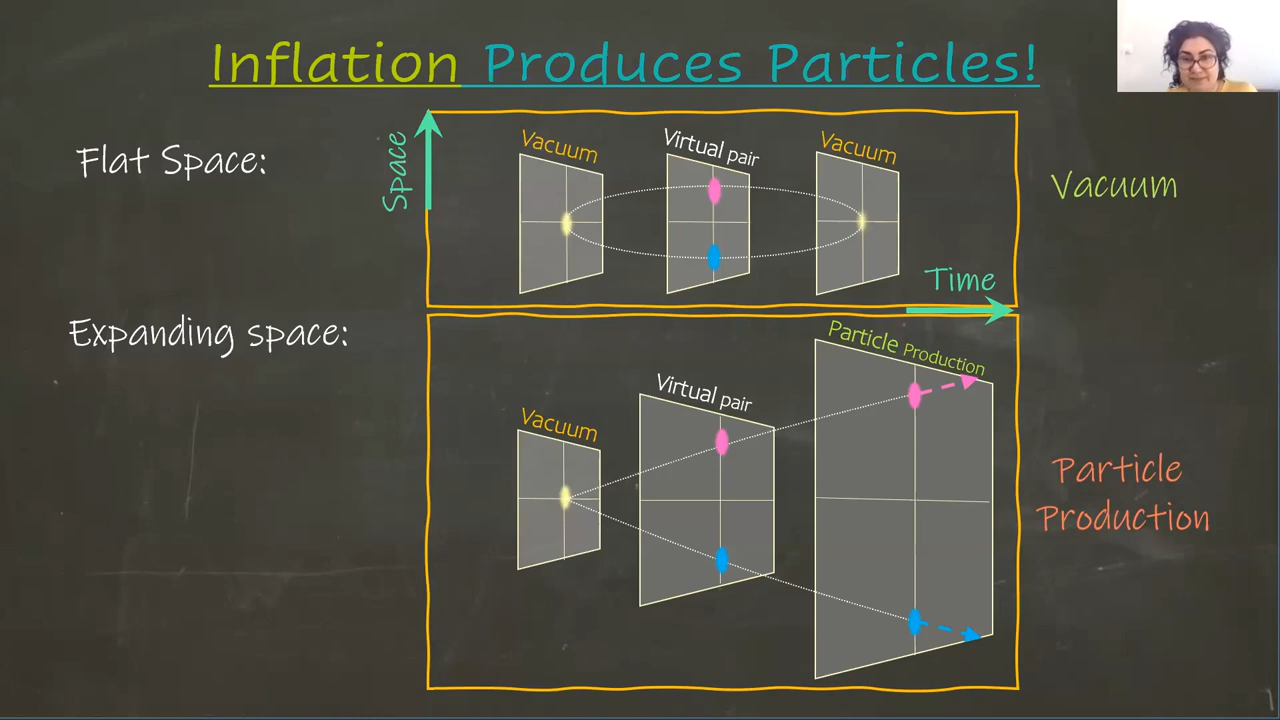 Inflation Produces Particles!
Flat Space:
Space
Vacuum
Virtual pair
Vacuum
Vacuum
Time
Expanding space:
Particle Production
Virtual pair
Vacuum
Particle
Production